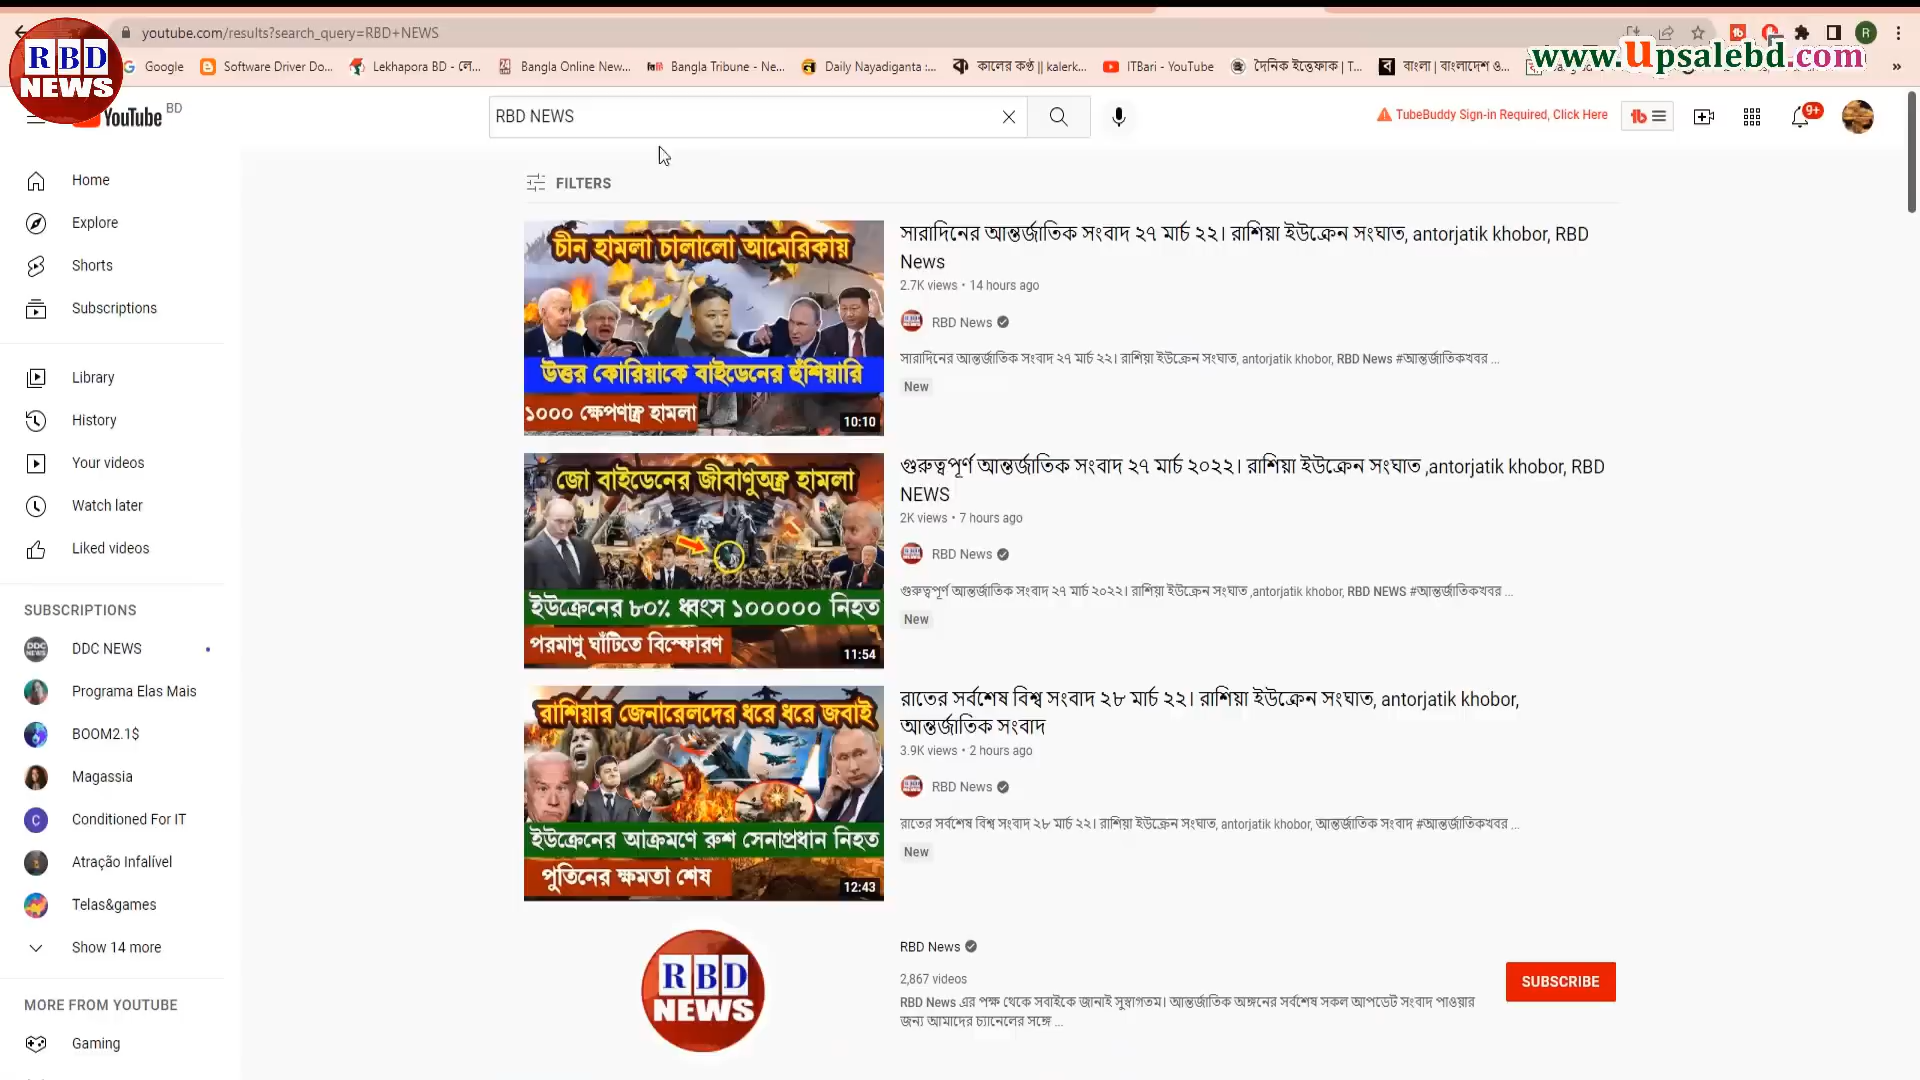 youtube.com/results?search_query=RBD+NEWS
www.Upsalebd.com
RBD
NEWS
Google
Software Driver Do...
Lekhapora BD - লে...
Bangla Online New...
Bangla Tribune - Ne...
Daily Nayadiganta :...
কালের কণ্ঠ || kalerk...
ITBari - YouTube
দৈনিক ইত্তেফাক | T...
বাংলা | বাংলাদেশ ও...
YouTube BD
RBD NEWS
TubeBuddy Sign-in Required, Click Here
9+
Home
Explore
Shorts
Subscriptions
Library
History
Your videos
Watch later
Liked videos
SUBSCRIPTIONS
DDC NEWS
Programa Elas Mais
BOOM2.1$
Magassia
Conditioned For IT
Atração Infalível
Telas&games
Show 14 more
MORE FROM YOUTUBE
Gaming
FILTERS
চীন হামলা চালালো আমেরিকায়
উত্তর কোরিয়াকে বাইডেনের হুঁশিয়ারি
১০০০ ক্ষেপণাস্ত্র হামলা
10:10
সারাদিনের আন্তর্জাতিক সংবাদ ২৭ মার্চ ২২। রাশিয়া ইউক্রেন সংঘাত, antorjatik khobor, RBD
News
2.7K views • 14 hours ago
RBD News
সারাদিনের আন্তর্জাতিক সংবাদ ২৭ মার্চ ২২। রাশিয়া ইউক্রেন সংঘাত, antorjatik khobor, RBD News #আন্তর্জাতিকখবর ...
New
জো বাইডেনের জীবাণুঅস্ত্র হামলা
ইউক্রেনের ৮০% ধ্বংস ১০০০০০ নিহত
পরমাণু ঘাঁটিতে বিস্ফোরণ
11:54
গুরুত্বপূর্ণ আন্তর্জাতিক সংবাদ ২৭ মার্চ ২০২২। রাশিয়া ইউক্রেন সংঘাত ,antorjatik khobor, RBD
NEWS
2K views • 7 hours ago
RBD News
গুরুত্বপূর্ণ আন্তর্জাতিক সংবাদ ২৭ মার্চ ২০২২। রাশিয়া ইউক্রেন সংঘাত ,antorjatik khobor, RBD NEWS #আন্তর্জাতিকখবর ...
New
রাশিয়ার জেনারেলদের ধরে ধরে জবাই
ইউক্রেনের আক্রমণে রুশ সেনাপ্রধান নিহত
পুতিনের ক্ষমতা শেষ
12:43
রাতের সর্বশেষ বিশ্ব সংবাদ ২৮ মার্চ ২২। রাশিয়া ইউক্রেন সংঘাত, antorjatik khobor,
আন্তর্জাতিক সংবাদ
3.9K views • 2 hours ago
RBD News
রাতের সর্বশেষ বিশ্ব সংবাদ ২৮ মার্চ ২২। রাশিয়া ইউক্রেন সংঘাত, antorjatik khobor, আন্তর্জাতিক সংবাদ #আন্তর্জাতিকখবর ...
New
RBD
NEWS
RBD News
2,867 videos
RBD News এর পক্ষ থেকে সবাইকে জানাই সুস্বাগতম। আন্তর্জাতিক অঙ্গনের সর্বশেষ সকল আপডেট সংবাদ পাওয়ার
জন্য আমাদের চ্যানেলের সঙ্গে ...
SUBSCRIBE